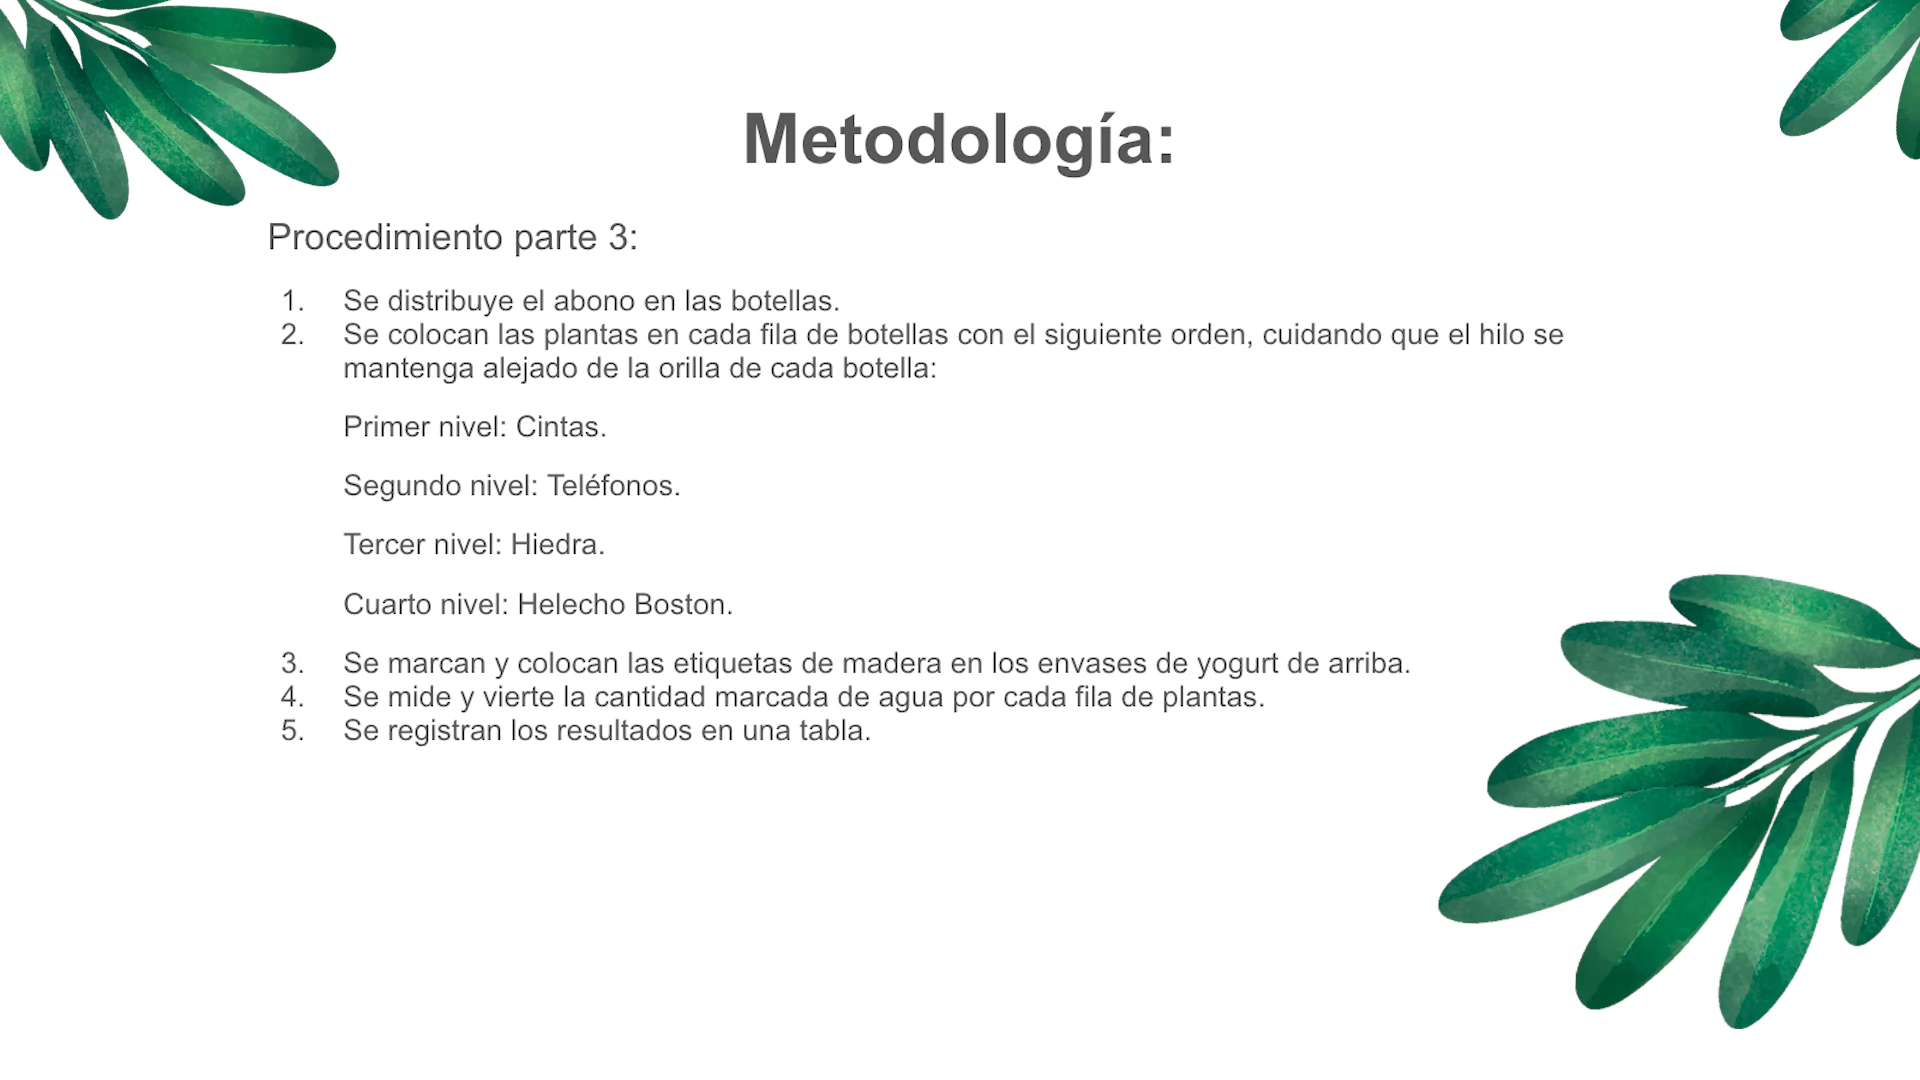 Metodología:
Procedimiento parte 3:
1. Se distribuye el abono en las botellas.
2. Se colocan las plantas en cada fila de botellas con el siguiente orden, cuidando que el hilo se
mantenga alejado de la orilla de cada botella:
Primer nivel: Cintas.
Segundo nivel: Teléfonos.
Tercer nivel: Hiedra.
Cuarto nivel: Helecho Boston.
3. Se marcan y colocan las etiquetas de madera en los envases de yogurt de arriba.
4. Se mide y vierte la cantidad marcada de agua por cada fila de plantas.
5. Se registran los resultados en una tabla.